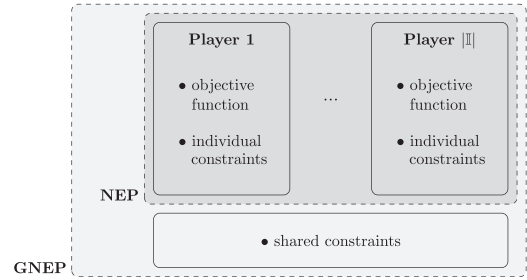 Player 1
• objective
function
• individual
constraints
...
Player |𝕀|
• objective
function
• individual
constraints
NEP
• shared constraints
GNEP